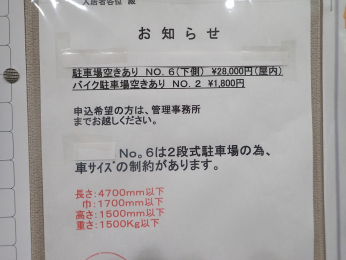 入居者各位 殿
お知らせ
駐車場空きあり NO.6(下側) ¥28,000円(屋内)
バイク駐車場空きあり NO.2 ¥1,800円
申込希望の方は、管理事務所
までお越しください。
No。6は2段式駐車場の為、
車サイズの制約があります。
長さ:4700mm以下
巾:1700mm以下
高さ:1500mm以下
重さ:1500Kg以下